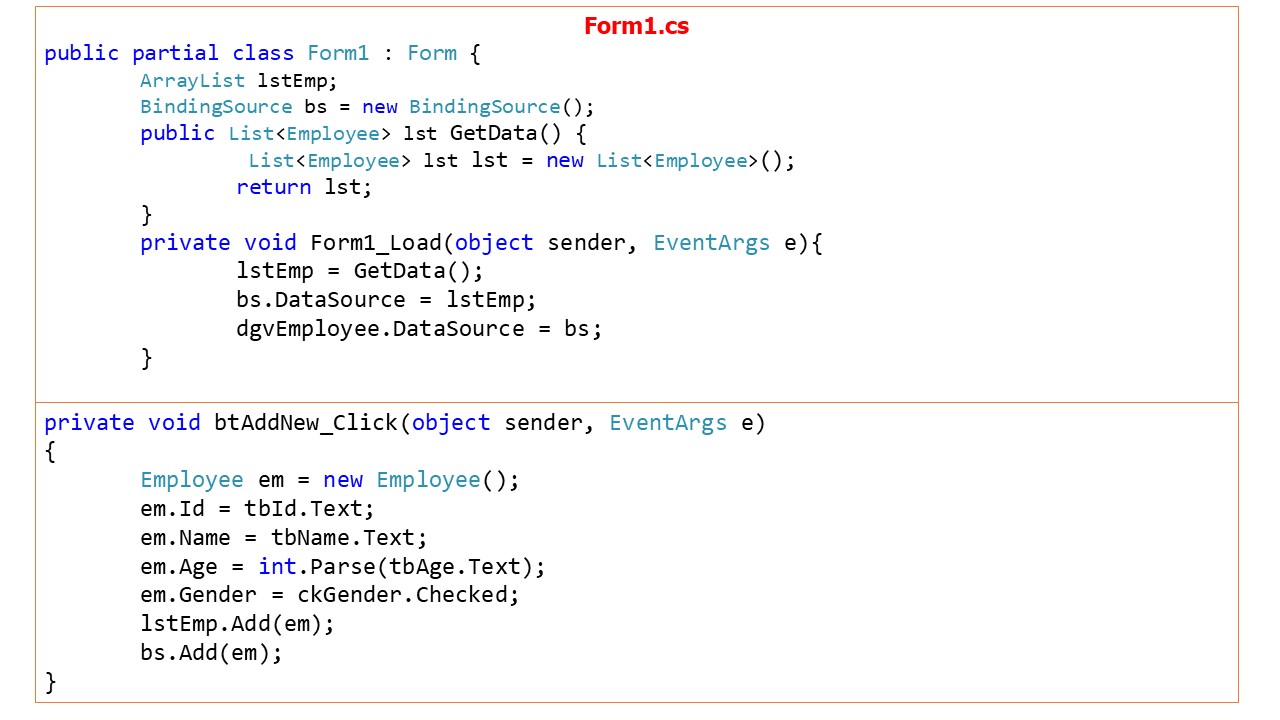 Form1.cs
public partial class Form1 : Form {
ArrayList lstEmp;
BindingSource bs = new BindingSource();
public List<Employee> lst GetData() {
List<Employee> lst lst = new List<Employee>();
return lst;
}
private void Form1_Load(object sender, EventArgs e){
lstEmp = GetData();
bs.DataSource = lstEmp;
dgvEmployee.DataSource = bs;
}
private void btAddNew_Click(object sender, EventArgs e)
{
Employee em = new Employee();
em.Id = tbId.Text;
em.Name = tbName.Text;
em.Age = int.Parse(tbAge.Text);
em.Gender = ckGender.Checked;
lstEmp.Add(em);
bs.Add(em);
}